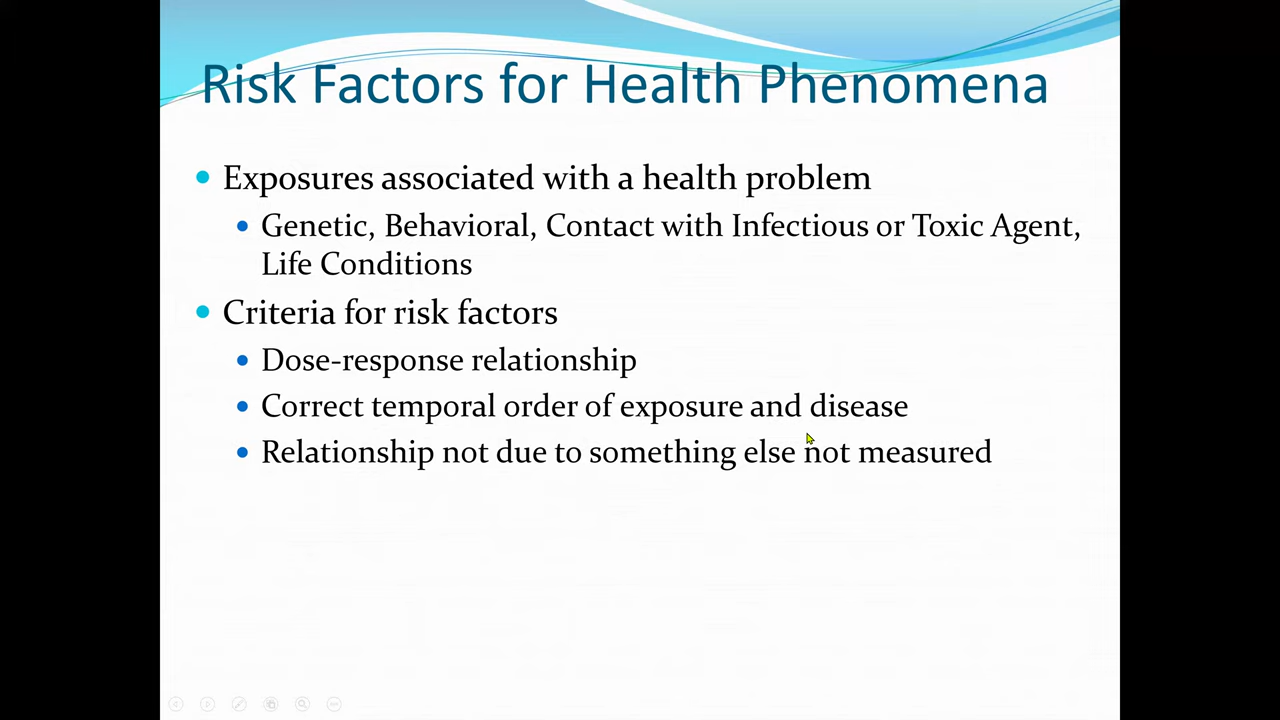 Risk Factors for Health Phenomena
Exposures associated with a health problem
Genetic, Behavioral, Contact with Infectious or Toxic Agent,
Life Conditions
Criteria for risk factors
Dose-response relationship
Correct temporal order of exposure and disease
Relationship not due to something else not measured